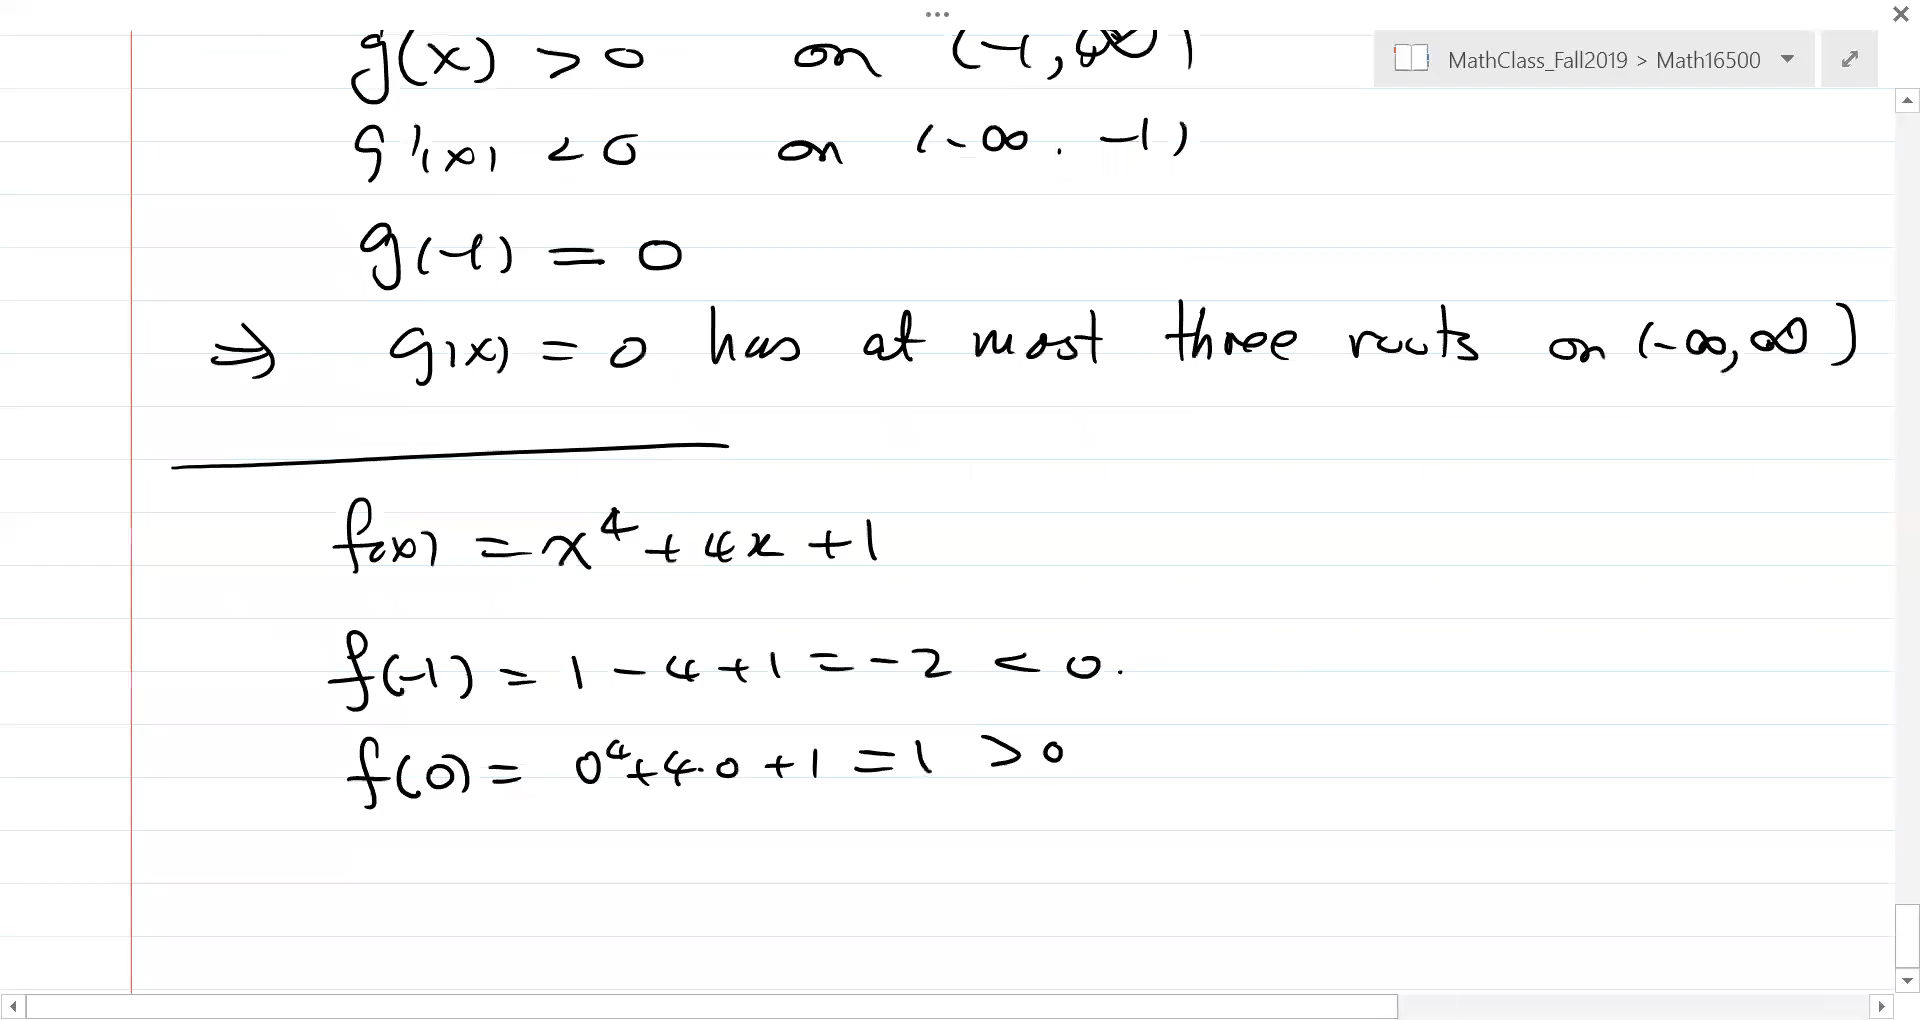 g(x) > 0 on (-1, ∞)
MathClass_Fall2019 > Math16500
g'(x) < 0 on (-∞, -1)
g(-1) = 0
⇒ g(x) = 0 has at most three roots on (-∞, ∞)
f(x) = x⁴ + 4x + 1
f(-1) = 1 - 4 + 1 = -2 < 0.
f(0) = 0⁴ + 4·0 + 1 = 1 > 0